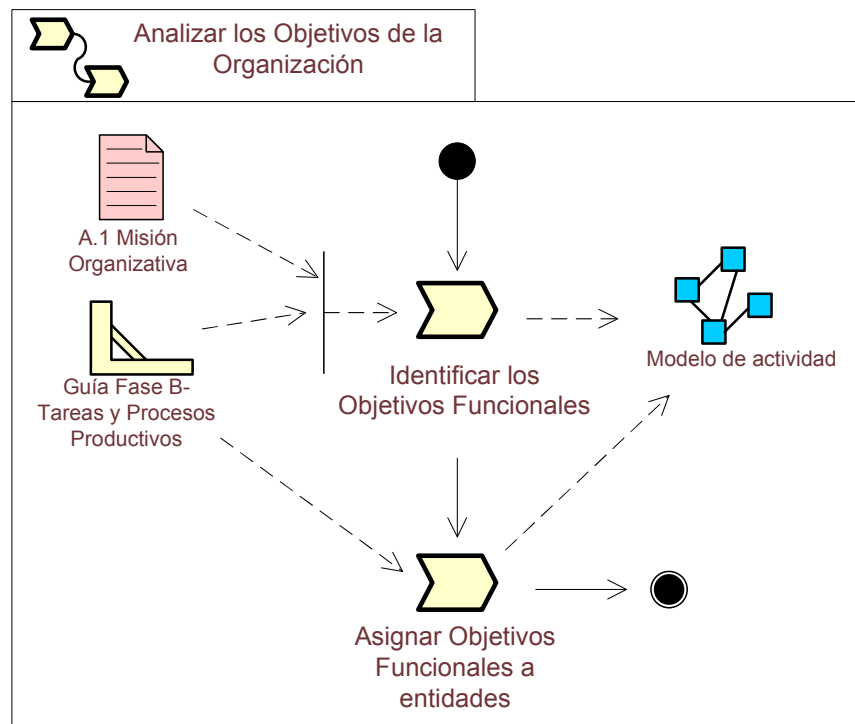 Analizar los Objetivos de la
Organización
A.1 Misión
Organizativa
Guía Fase B-
Tareas y Procesos
Productivos
Identificar los
Objetivos Funcionales
Modelo de actividad
Asignar Objetivos
Funcionales a
entidades